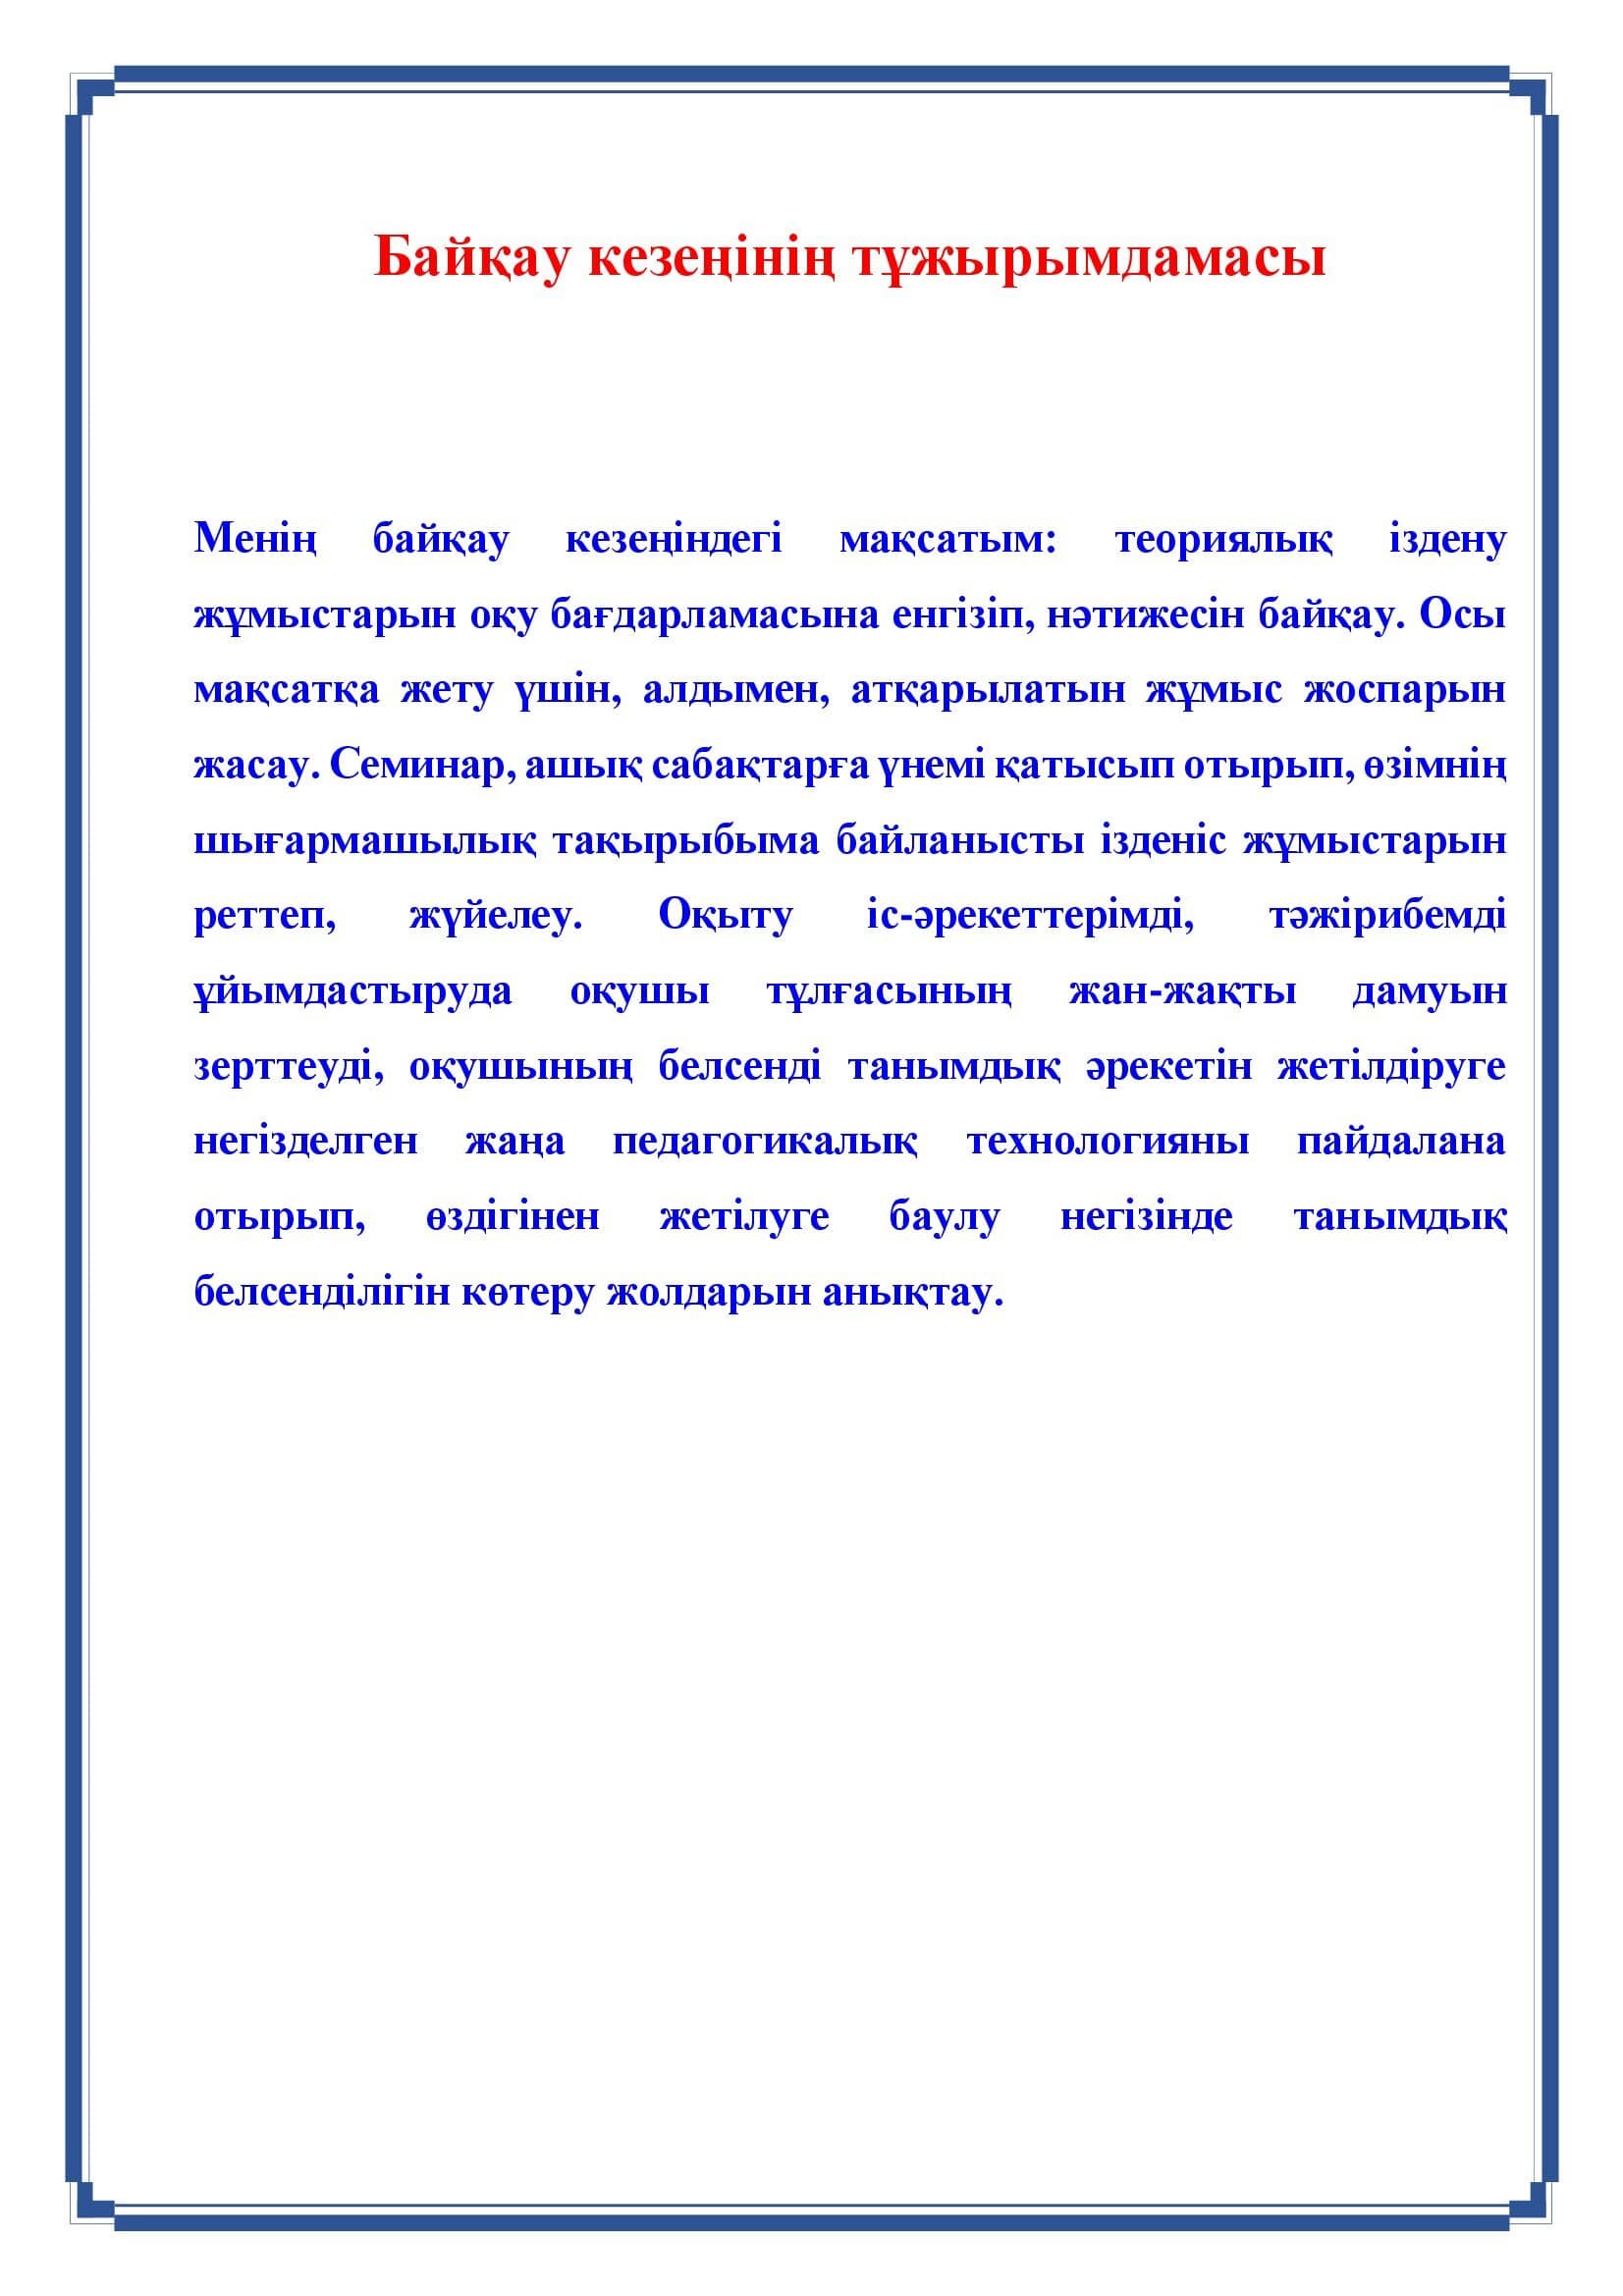 Байқау кезеңінің тұжырымдамасы
Менің байқау кезеңіндегі мақсатым: теориялық іздену
жұмыстарын оқу бағдарламасына енгізіп, нәтижесін байқау. Осы
мақсатқа жету үшін, алдымен, атқарылатын жұмыс жоспарын
жасау. Семинар, ашық сабақтарға үнемі қатысып отырып, өзімнің
шығармашылық тақырыбыма байланысты ізденіс жұмыстарын
реттеп, жүйелеу. Оқыту іс-әрекеттерімді, тәжірибемді
ұйымдастыруда оқушы тұлғасының жан-жақты дамуын
зерттеуді, оқушының белсенді танымдық әрекетін жетілдіруге
негізделген жаңа педагогикалық технологияны пайдалана
отырып, өздігінен жетілуге баулу негізінде танымдық
белсенділігін көтеру жолдарын анықтау.